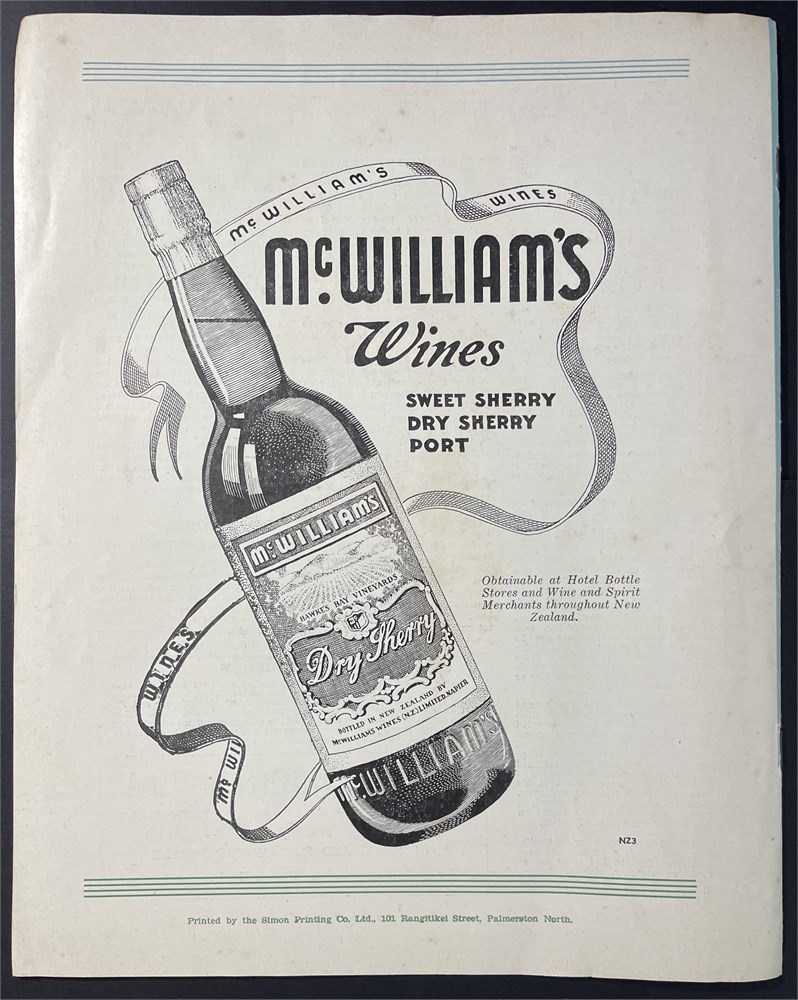 McWILLIAM'S WINES
McWILLIAM'S
Wines
SWEET SHERRY
DRY SHERRY
PORT
McWILLIAM'S
HAWKES BAY VINEYARDS
Dry Sherry
BOTTLED IN NEW ZEALAND BY
McWILLIAMS WINES (N.Z.) LIMITED. NAPIER
McWILLIAM'S
Obtainable at Hotel Bottle
Stores and Wine and Spirit
Merchants throughout New
Zealand.
WINES
Mc WIL
NZ3
Printed by the Simon Printing Co. Ltd., 101 Rangitikei Street, Palmerston North.